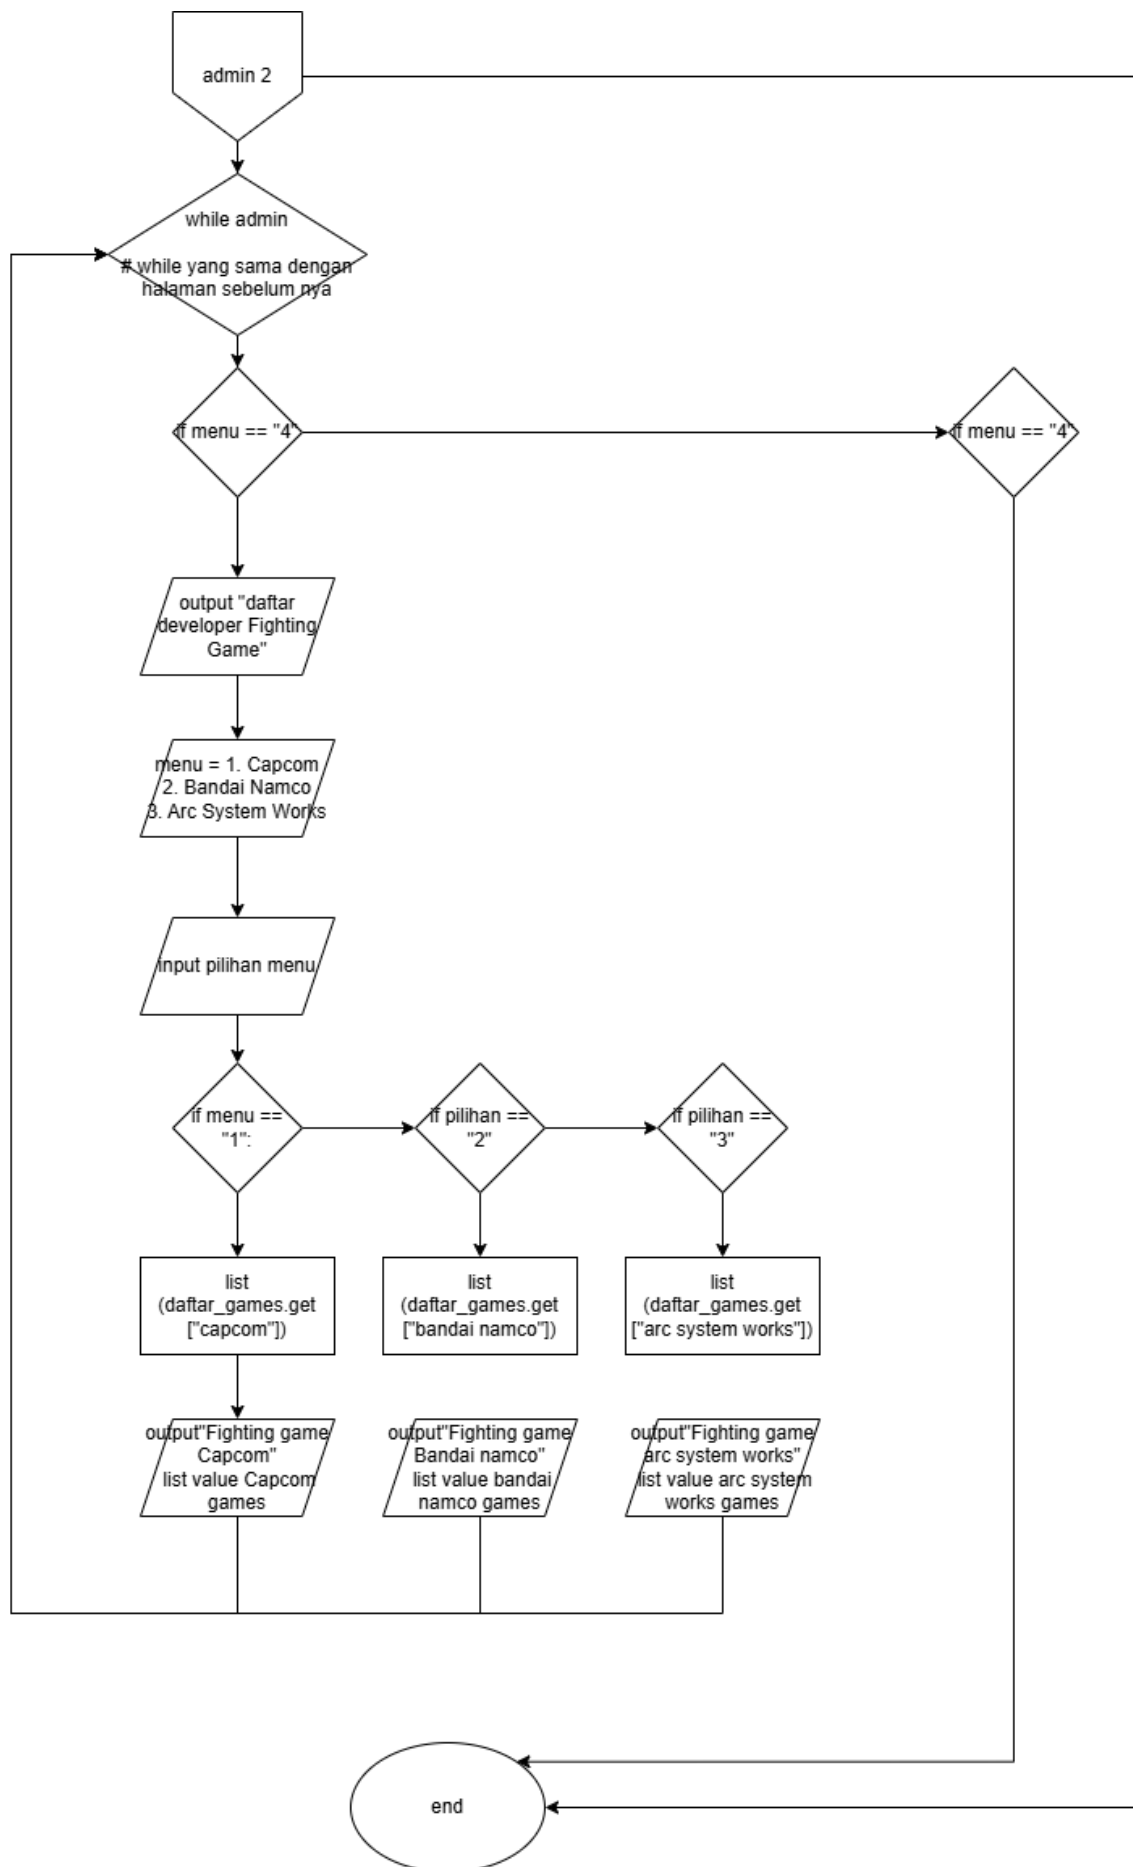 admin 2
while admin
# while yang sama dengan
halaman sebelum nya
if menu == "4"
if menu == "4"
output "daftar
developer Fighting
Game"
menu = 1. Capcom
2. Bandai Namco
3. Arc System Works
input pilihan menu
if menu ==
"1":
if pilihan ==
"2"
if pilihan ==
"3"
list
(daftar_games.get
["capcom"])
list
(daftar_games.get
["bandai namco"])
list
(daftar_games.get
["arc system works"])
output"Fighting game
Capcom"
list value Capcom
games
output"Fighting game
Bandai namco"
list value bandai
namco games
output"Fighting game
arc system works"
list value arc system
works games
end